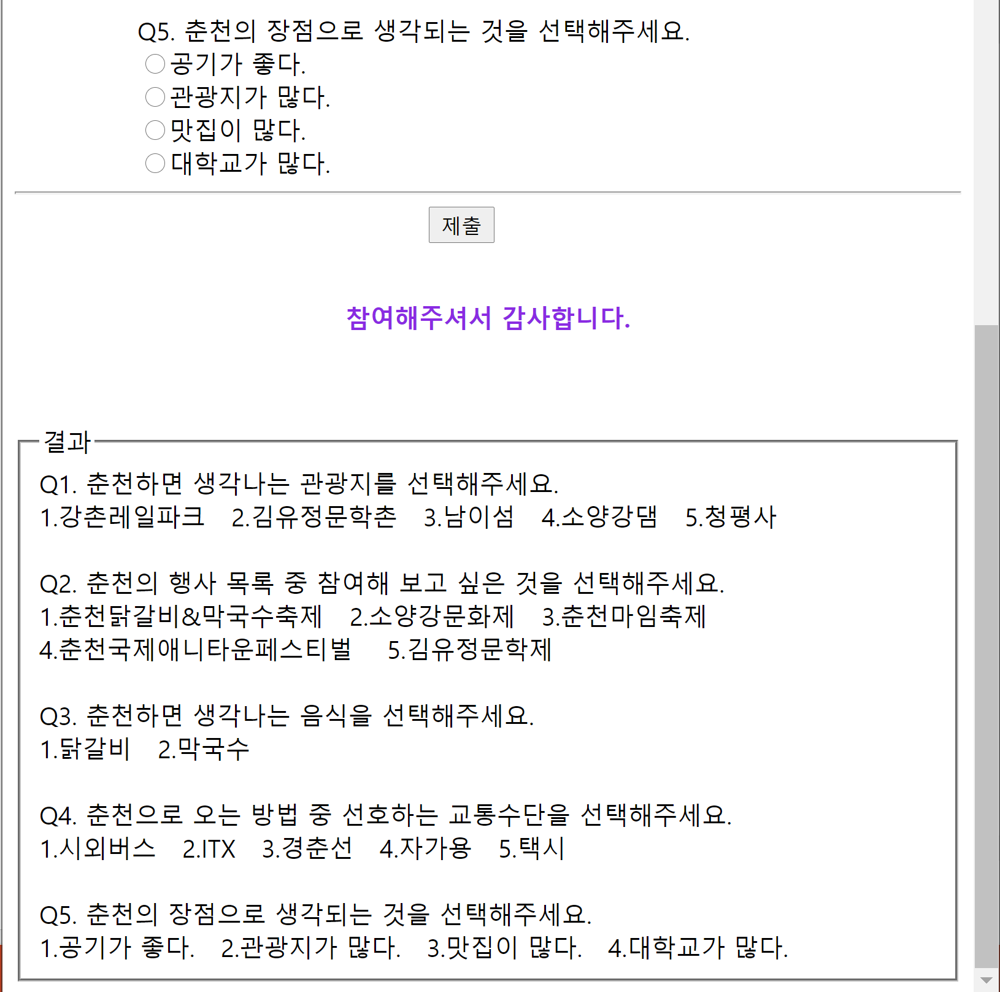 Q5. 춘천의 장점으로 생각되는 것을 선택해주세요.
공기가 좋다.
관광지가 많다.
맛집이 많다.
대학교가 많다.
제출
참여해주셔서 감사합니다.
결과
Q1. 춘천하면 생각나는 관광지를 선택해주세요.
1.강촌레일파크 2.김유정문학촌 3.남이섬 4.소양강댐 5.청평사
Q2. 춘천의 행사 목록 중 참여해 보고 싶은 것을 선택해주세요.
1.춘천닭갈비&막국수축제 2.소양강문화제 3.춘천마임축제
4.춘천국제애니타운페스티벌 5.김유정문학제
Q3. 춘천하면 생각나는 음식을 선택해주세요.
1.닭갈비 2.막국수
Q4. 춘천으로 오는 방법 중 선호하는 교통수단을 선택해주세요.
1.시외버스 2.ITX 3.경춘선 4.자가용 5.택시
Q5. 춘천의 장점으로 생각되는 것을 선택해주세요.
1.공기가 좋다. 2.관광지가 많다. 3.맛집이 많다. 4.대학교가 많다.